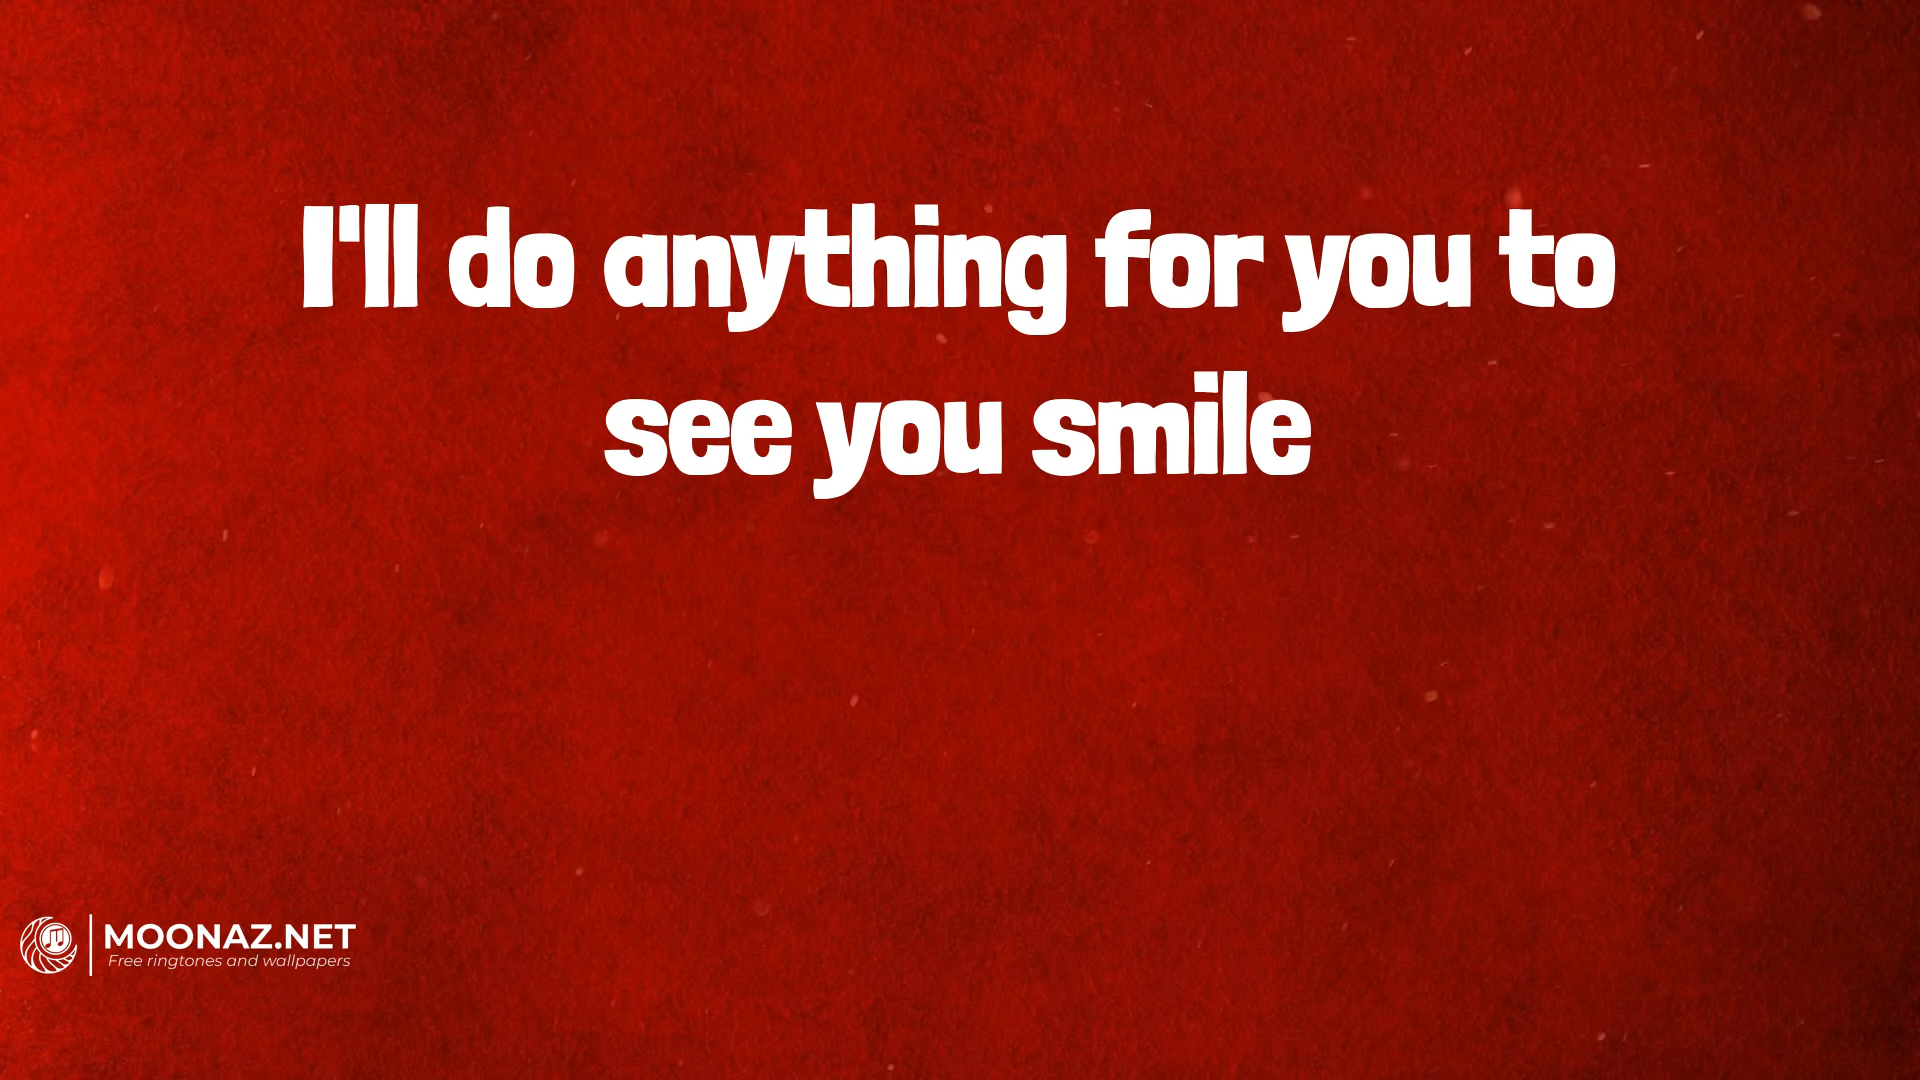 I'll do anything for you to
see you smile
MOONAZ.NET
Free ringtones and wallpapers